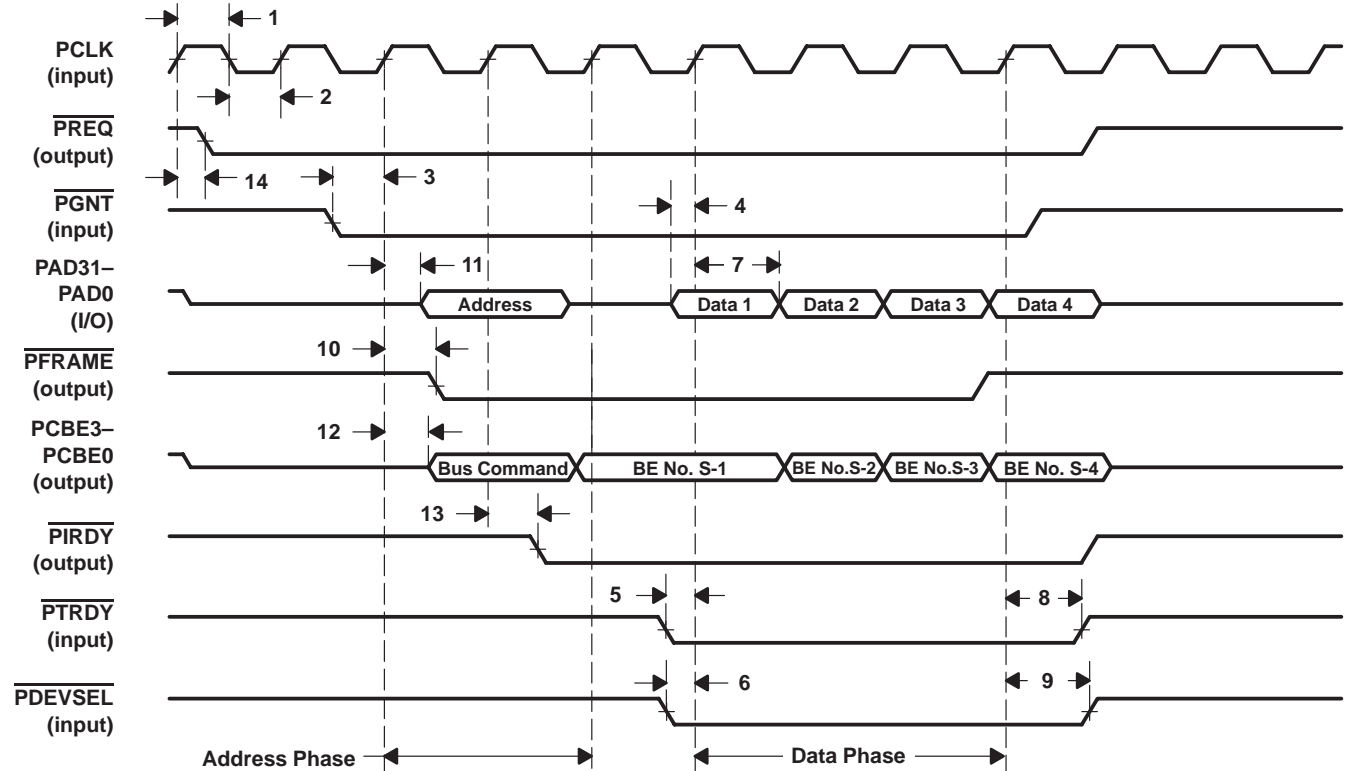 1
PCLK
(input)
2
PREQ
(output)
14
3
PGNT
(input)
4
PAD31–
PAD0
(I/O)
11
7
Address
Data 1
Data 2
Data 3
Data 4
10
PFRAME
(output)
PCBE3–
PCBE0
(output)
12
Bus Command
BE No. S-1
BE No.S-2
BE No.S-3
BE No. S-4
13
PIRDY
(output)
5
8
PTRDY
(input)
6
9
PDEVSEL
(input)
Address Phase
Data Phase